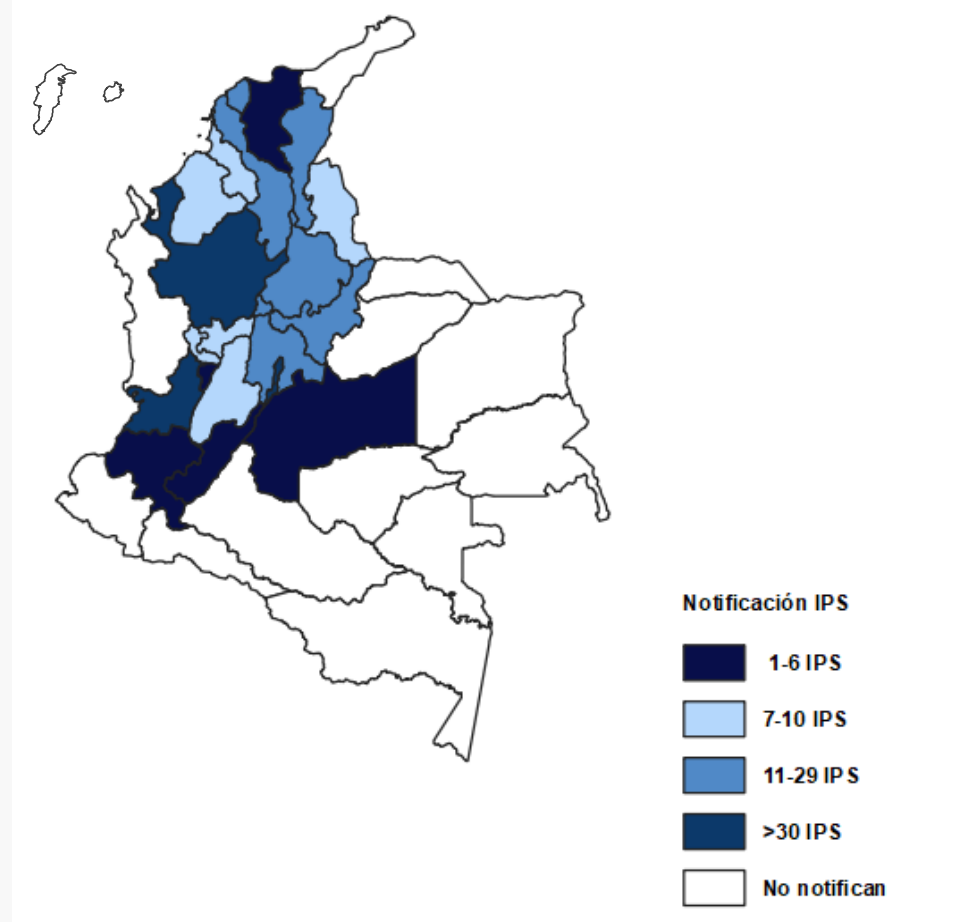 Notificación IPS
1-6 IPS
7-10 IPS
11-29 IPS
>30 IPS
No notifican